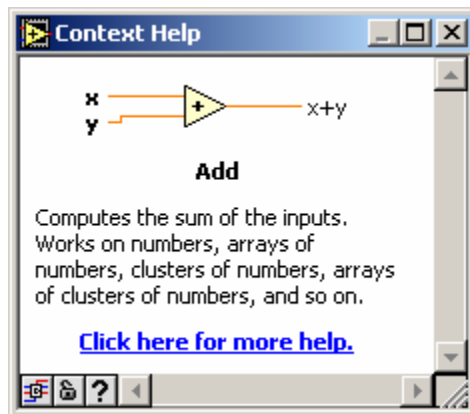 Context Help
x
y
+
x+y
Add
Computes the sum of the inputs.
Works on numbers, arrays of
numbers, clusters of numbers, arrays
of clusters of numbers, and so on.
Click here for more help.
?